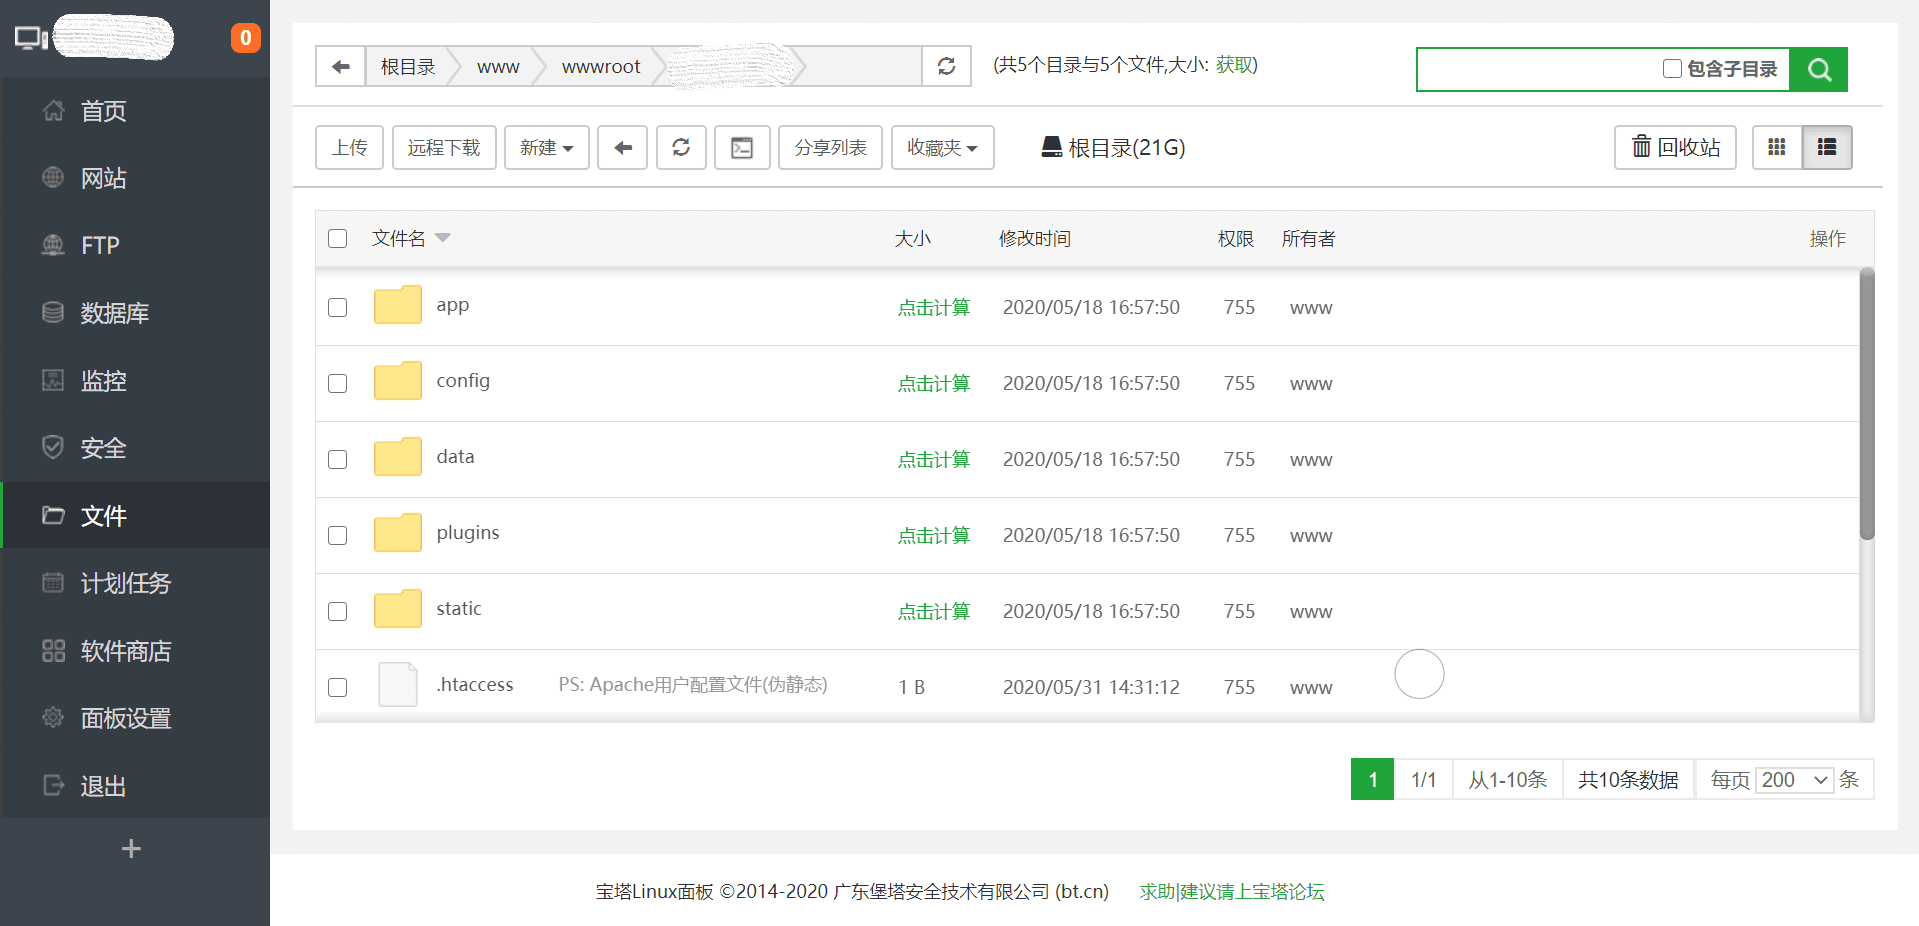 0
首页
网站
FTP
数据库
监控
安全
文件
计划任务
软件商店
面板设置
退出
+
根目录 www wwwroot
(共5个目录与5个文件,大小: 获取)
包含子目录
上传 远程下载 新建 分享列表 收藏夹 根目录(21G) 回收站
文件名 大小 修改时间 权限 所有者 操作
app 点击计算 2020/05/18 16:57:50 755 www
config 点击计算 2020/05/18 16:57:50 755 www
data 点击计算 2020/05/18 16:57:50 755 www
plugins 点击计算 2020/05/18 16:57:50 755 www
static 点击计算 2020/05/18 16:57:50 755 www
.htaccess PS: Apache用户配置文件(伪静态) 1 B 2020/05/31 14:31:12 755 www
1 1/1 从1-10条 共10条数据 每页 200 条
宝塔Linux面板 ©2014-2020 广东堡塔安全技术有限公司 (bt.cn) 求助|建议请上宝塔论坛